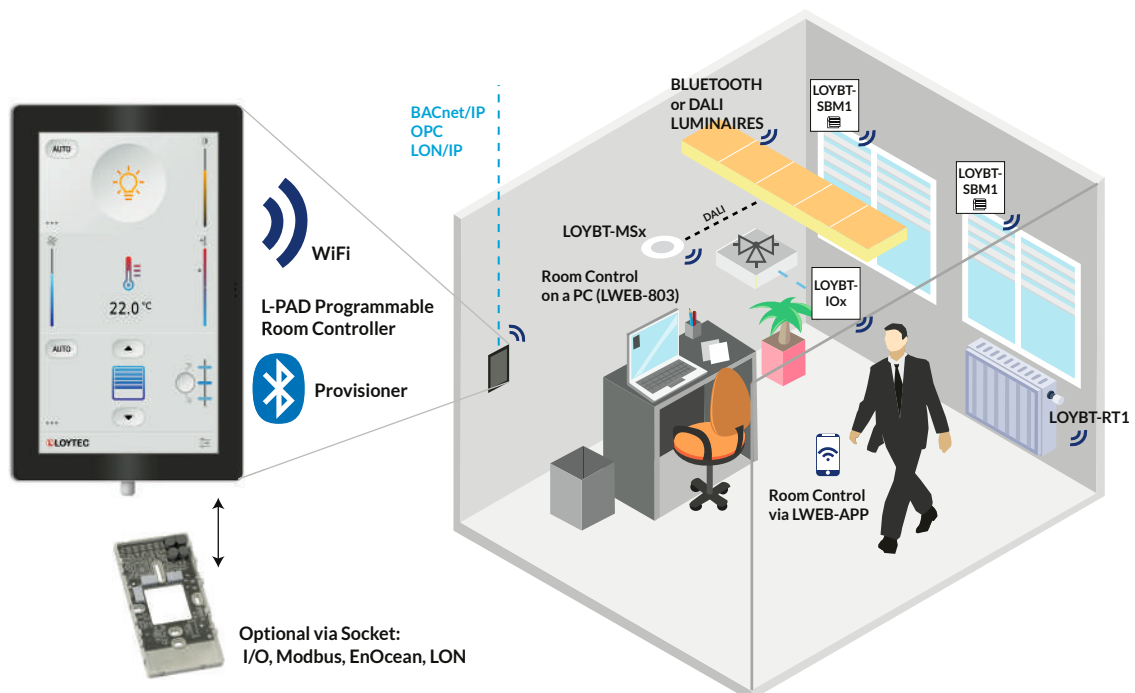 AUTO
22.0 °C
AUTO
LOYTEC
WiFi
L-PAD Programmable
Room Controller
Provisioner
Optional via Socket:
I/O, Modbus, EnOcean, LON
BACnet/IP
OPC
LON/IP
BLUETOOTH
or DALI
LUMINAIRES
LOYBT-
SBM1
LOYBT-
SBM1
DALI
LOYBT-MSx
Room Control
on a PC (LWEB-803)
LOYBT-
IOx
LOYBT-RT1
Room Control
via LWEB-APP